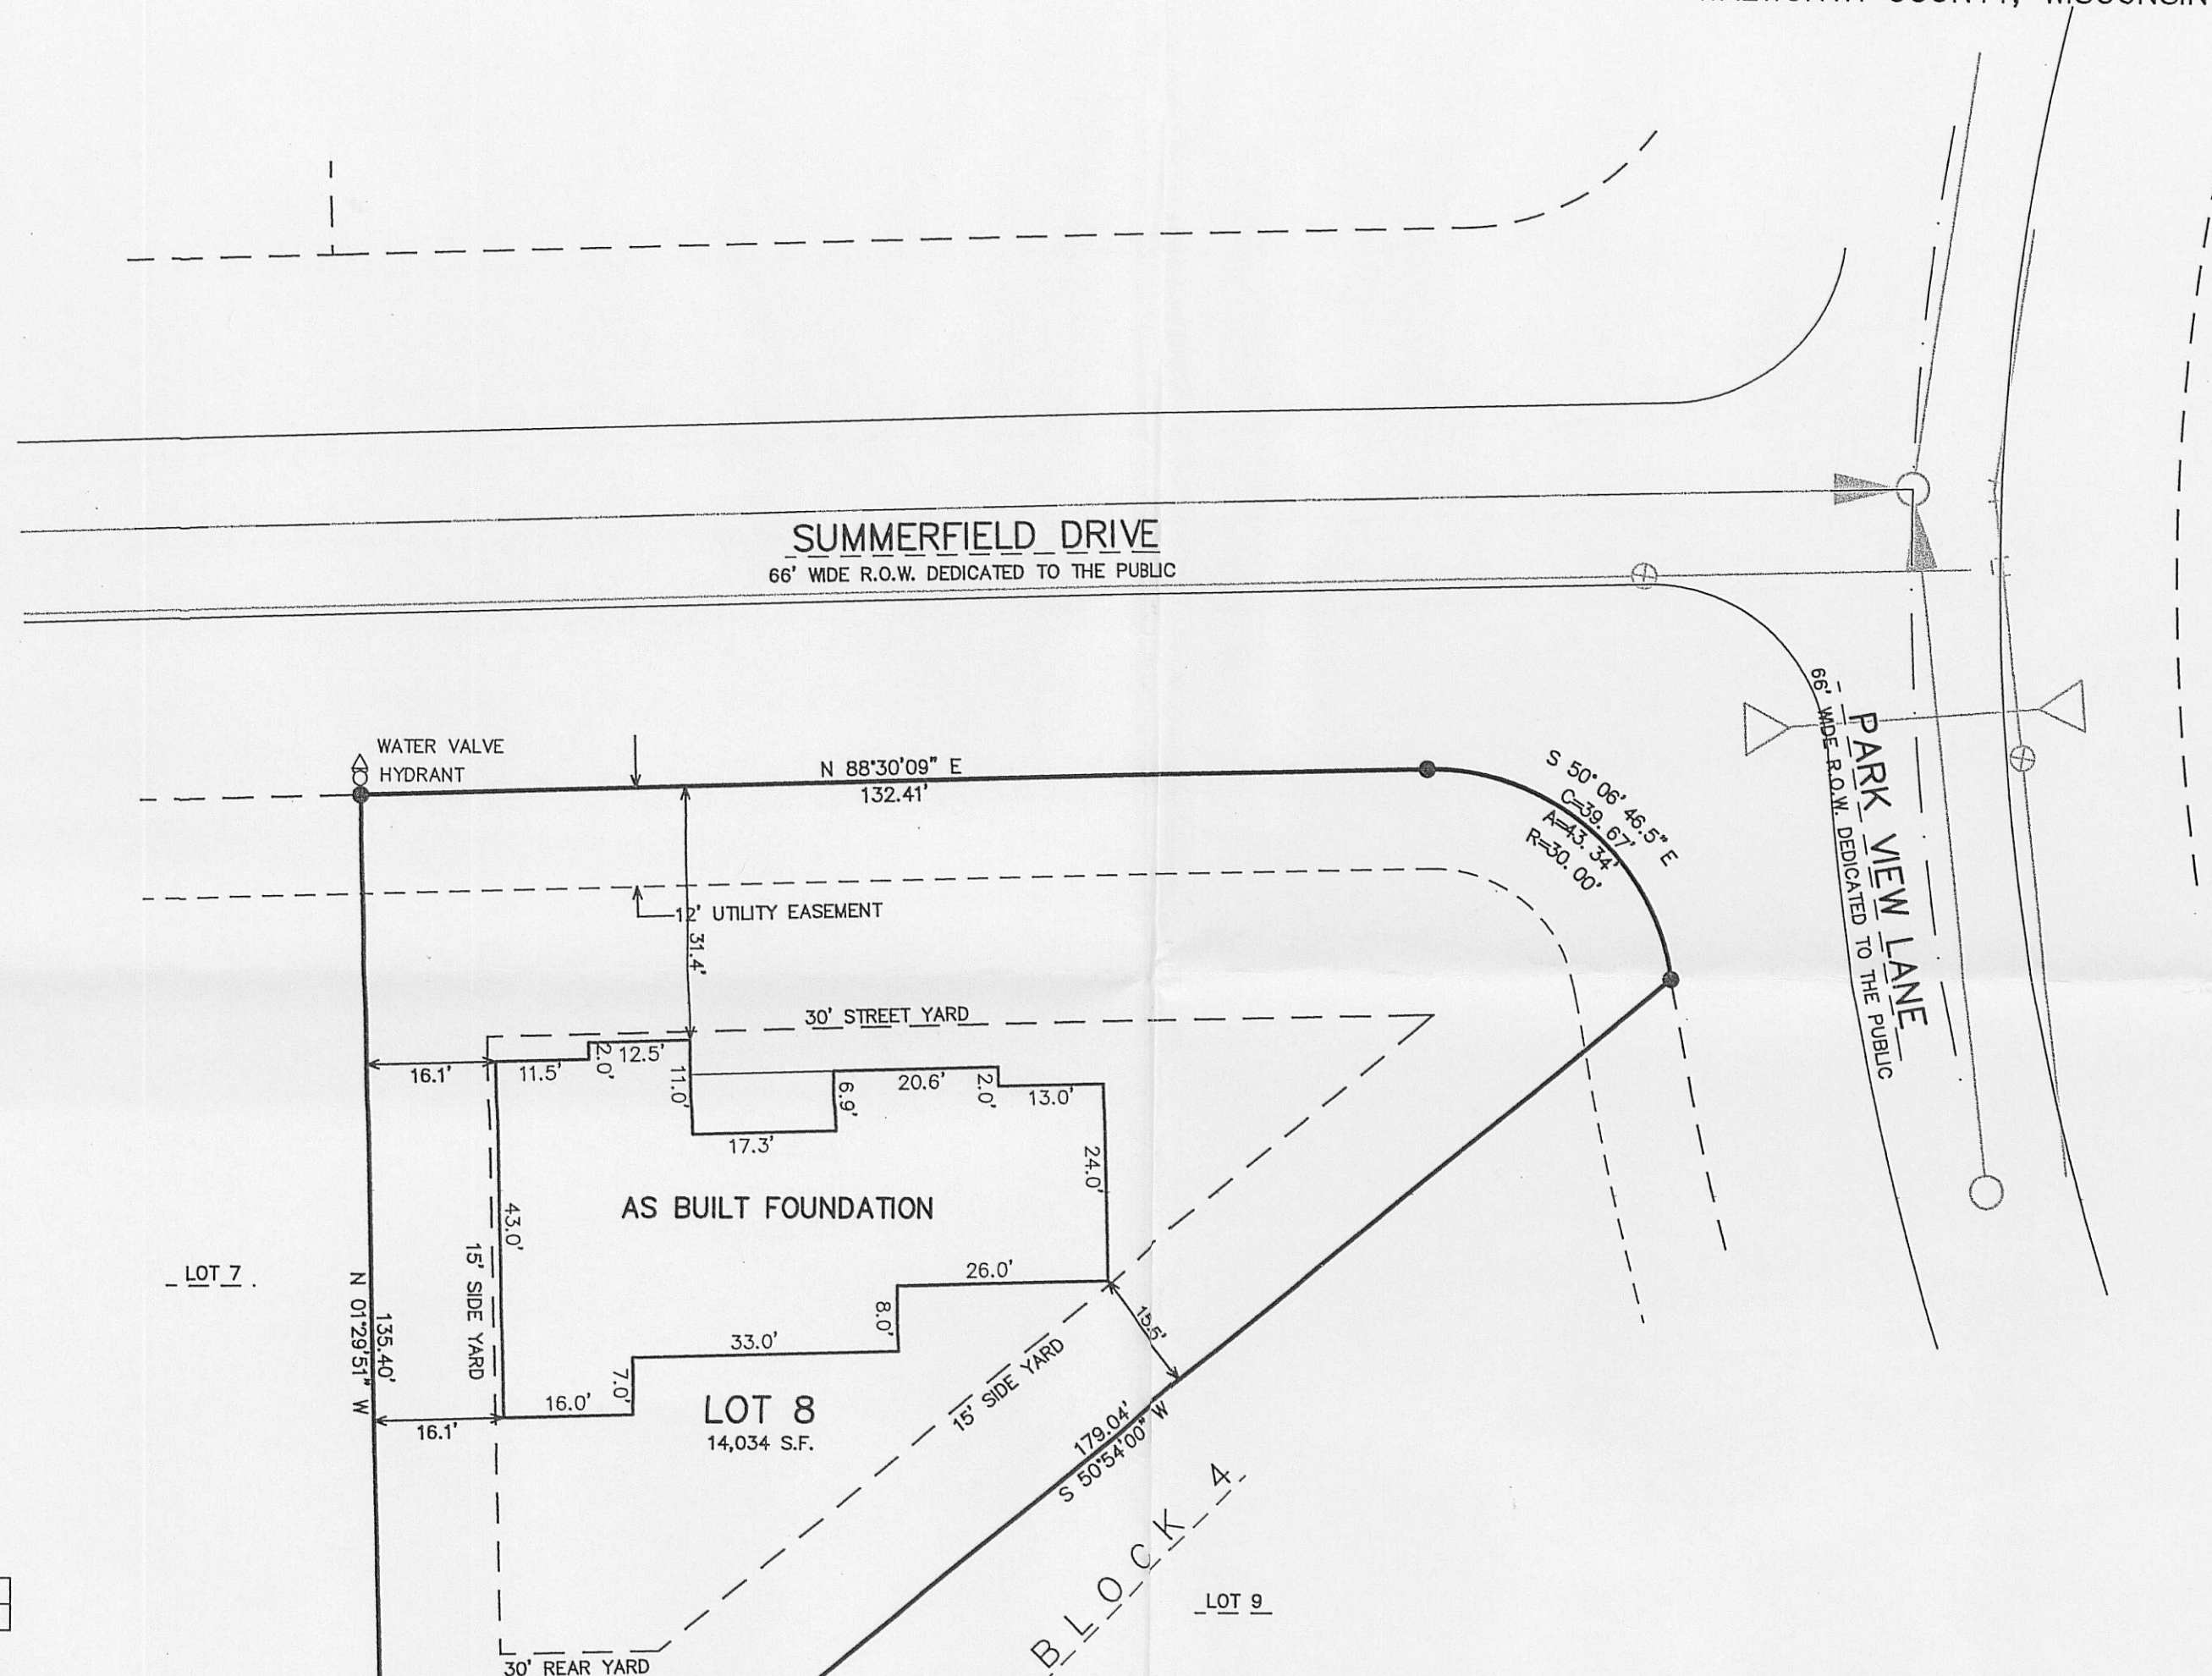 COUNTY, WISCONSIN
SUMMERFIELD DRIVE
66' WIDE R.O.W. DEDICATED TO THE PUBLIC
WATER VALVE
HYDRANT
N 88°30'09" E
132.41'
S 50° 06' 46.5" E
C=39.67'
A=43.34'
R=30.00'
PARK VIEW LANE
66' WIDE R.O.W. DEDICATED TO THE PUBLIC
12' UTILITY EASEMENT
31.4'
30' STREET YARD
16.1'
11.5'
2.0'
12.5'
11.0'
17.3'
6.9'
20.6'
2.0'
13.0'
24.0'
43.0'
AS BUILT FOUNDATION
15' SIDE YARD
LOT 7
N 01°29'51" W
135.40'
26.0'
8.0'
33.0'
7.0'
16.0'
16.1'
LOT 8
14,034 S.F.
15.5'
15' SIDE YARD
179.04'
S 50°54'00" W
BLOCK 4
LOT 9
30' REAR YARD